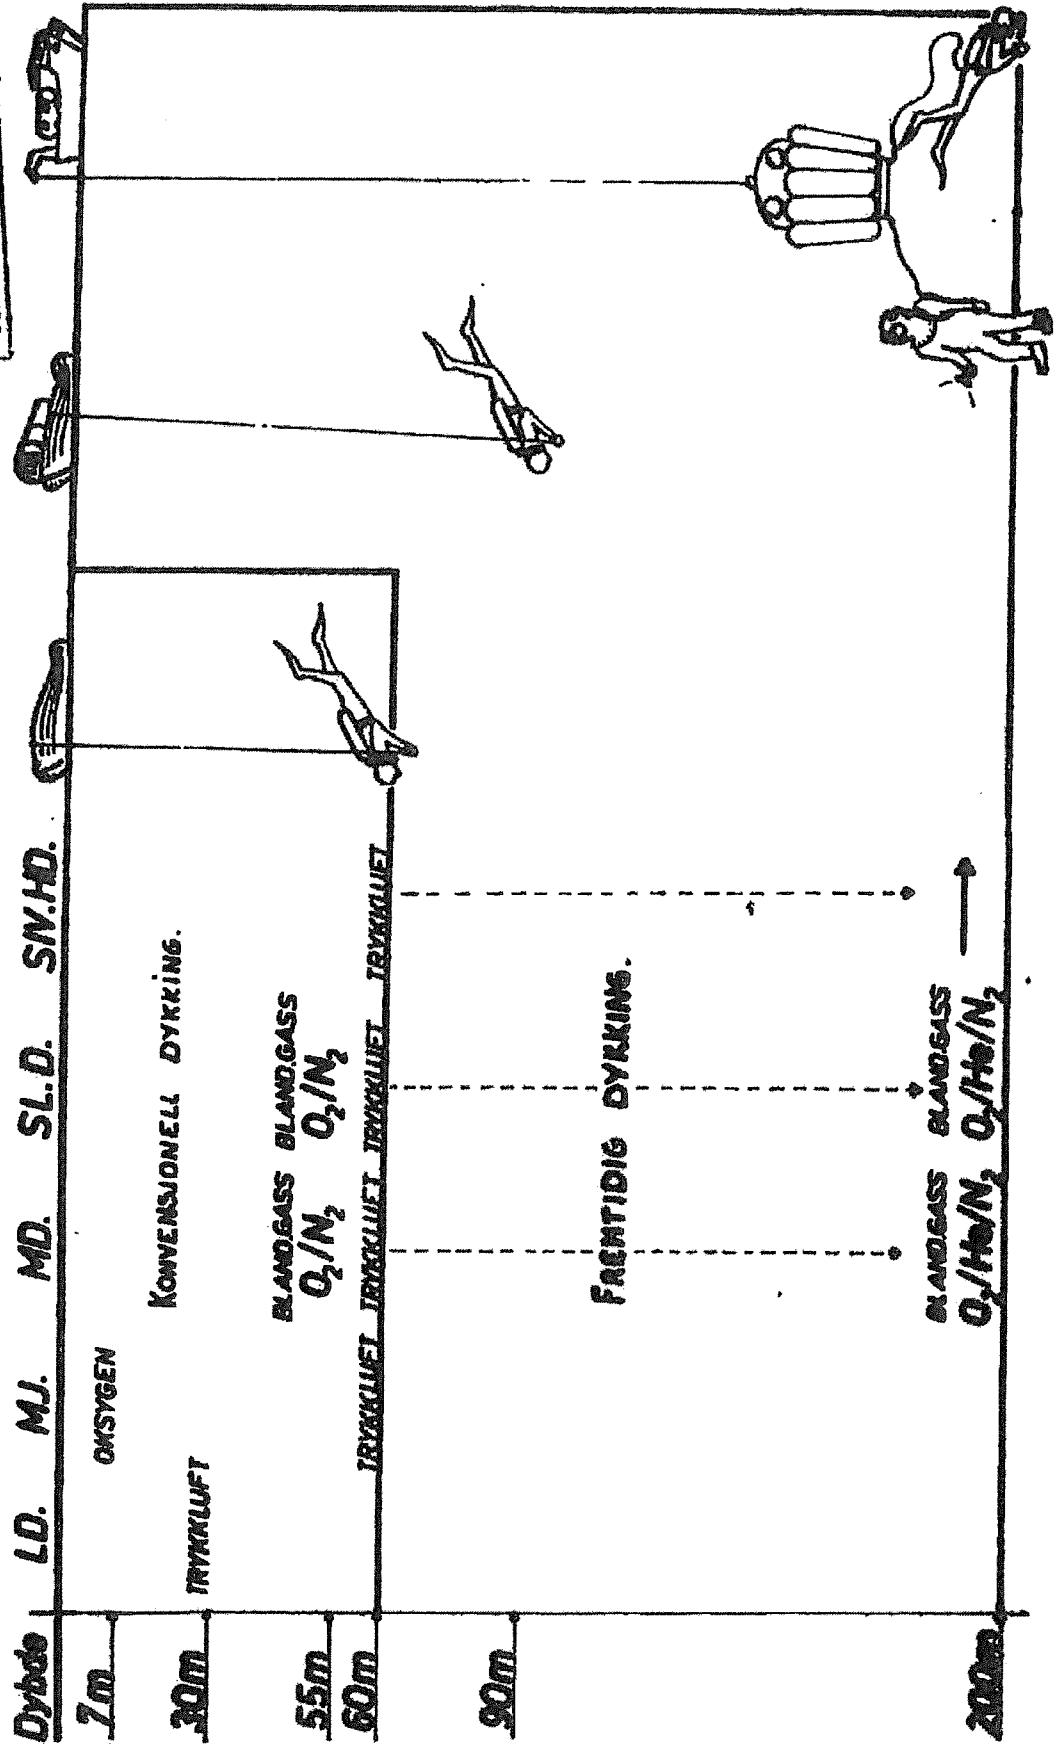 Dybde LD. MJ. MD. SL.D. SIV.HD.
7m OKSYGEN
KONVENSJONELL DYKKING.
30m TRYKKLUFT
55m BLANDGASS BLANDGASS
O₂/N₂ O₂/N₂
60m TRYKKLUFT TRYKKLUFT TRYKKLUFT TRYKKLUFT
90m
FREMTIDIG DYKKING.
BLANDGASS BLANDGASS
200m O₂/He/N₂ O₂/He/N₂